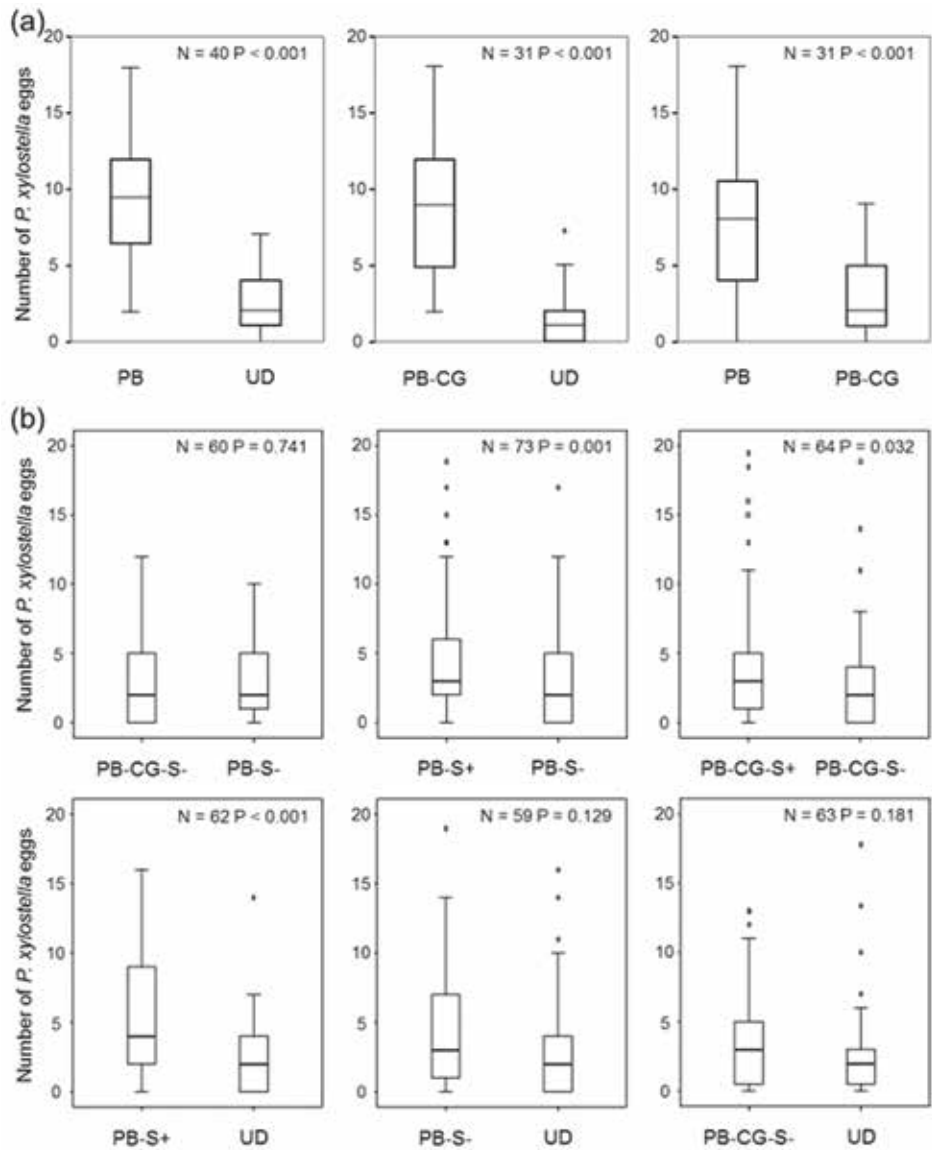 (a)
Number of P. xylostella eggs
20
15
10
5
0
N = 40 P < 0.001
PB UD
20
15
10
5
0
N = 31 P < 0.001
PB-CG UD
20
15
10
5
0
N = 31 P < 0.001
PB PB-CG
(b)
Number of P. xylostella eggs
20
15
10
5
0
N = 60 P = 0.741
PB-CG-S- PB-S-
20
15
10
5
0
N = 73 P = 0.001
PB-S+ PB-S-
20
15
10
5
0
N = 64 P = 0.032
PB-CG-S+ PB-CG-S-
Number of P. xylostella eggs
20
15
10
5
0
N = 62 P < 0.001
PB-S+ UD
20
15
10
5
0
N = 59 P = 0.129
PB-S- UD
20
15
10
5
0
N = 63 P = 0.181
PB-CG-S- UD